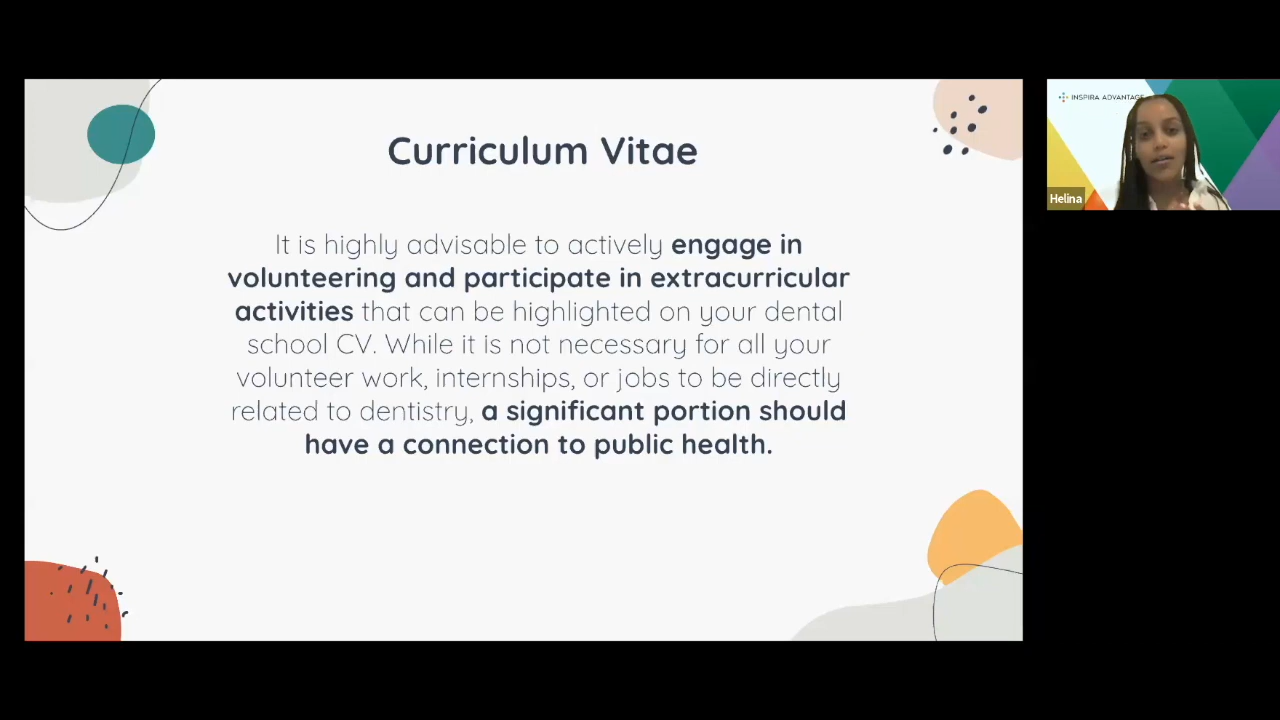 Curriculum Vitae
It is highly advisable to actively engage in
volunteering and participate in extracurricular
activities that can be highlighted on your dental
school CV. While it is not necessary for all your
volunteer work, internships, or jobs to be directly
related to dentistry, a significant portion should
have a connection to public health.
INSPIRA ADVANTAGE
Helina